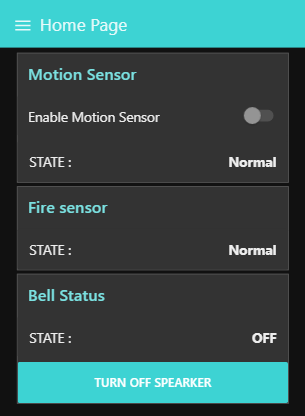 Home Page
Motion Sensor
Enable Motion Sensor
STATE : Normal
Fire sensor
STATE : Normal
Bell Status
STATE : OFF
TURN OFF SPEARKER